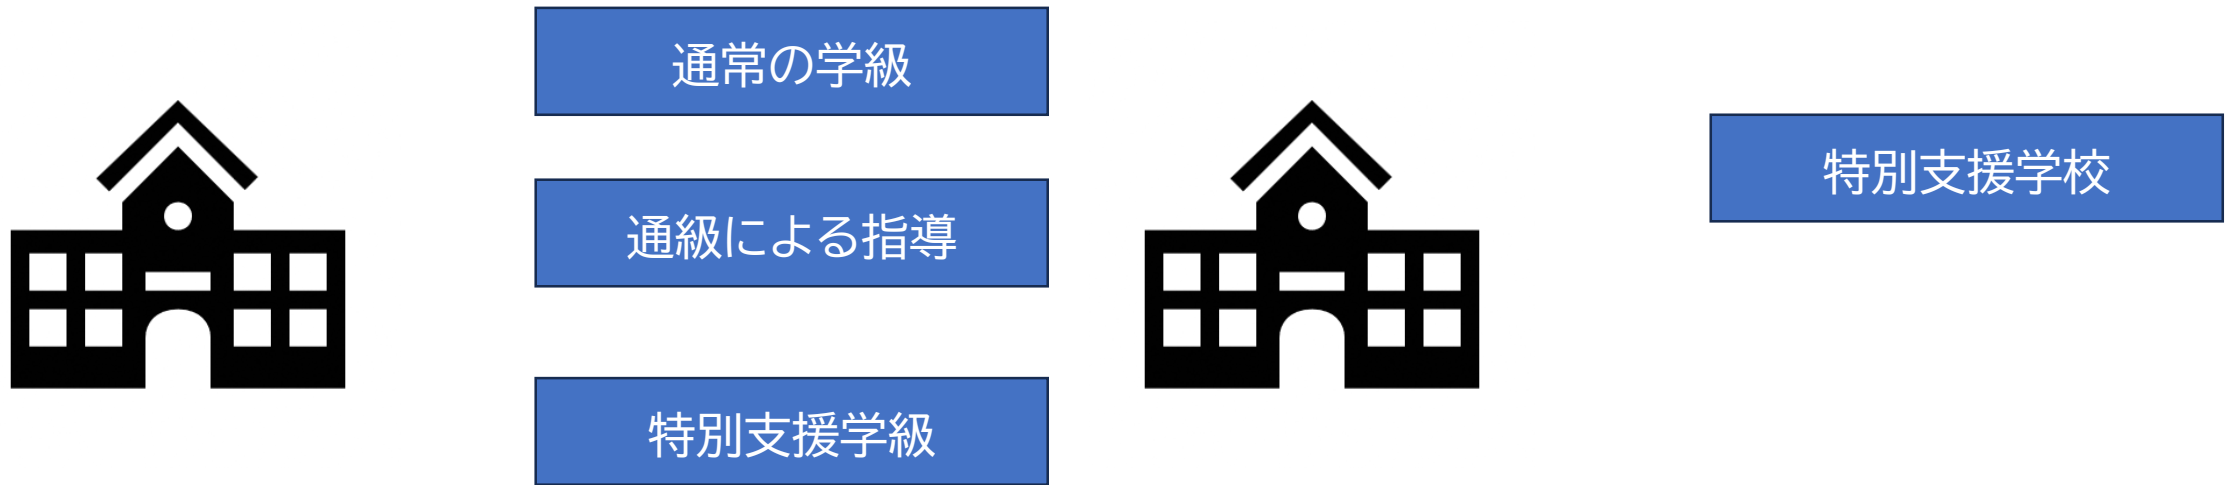 通常の学級
通級による指導
特別支援学級
特別支援学校